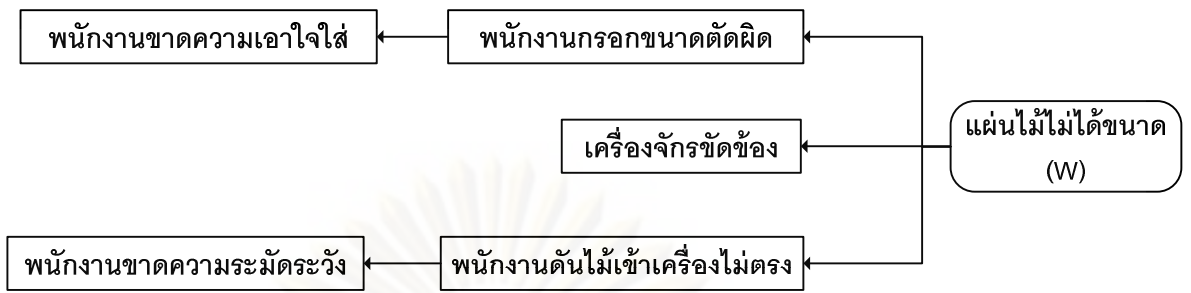 พนักงานขาดความเอาใจใส่
พนักงานกรอกขนาดตัดผิด
แผ่นไม้ไม่ได้ขนาด
(W)
เครื่องจักรขัดข้อง
พนักงานขาดความระมัดระวัง
พนักงานดันไม้เข้าเครื่องไม่ตรง